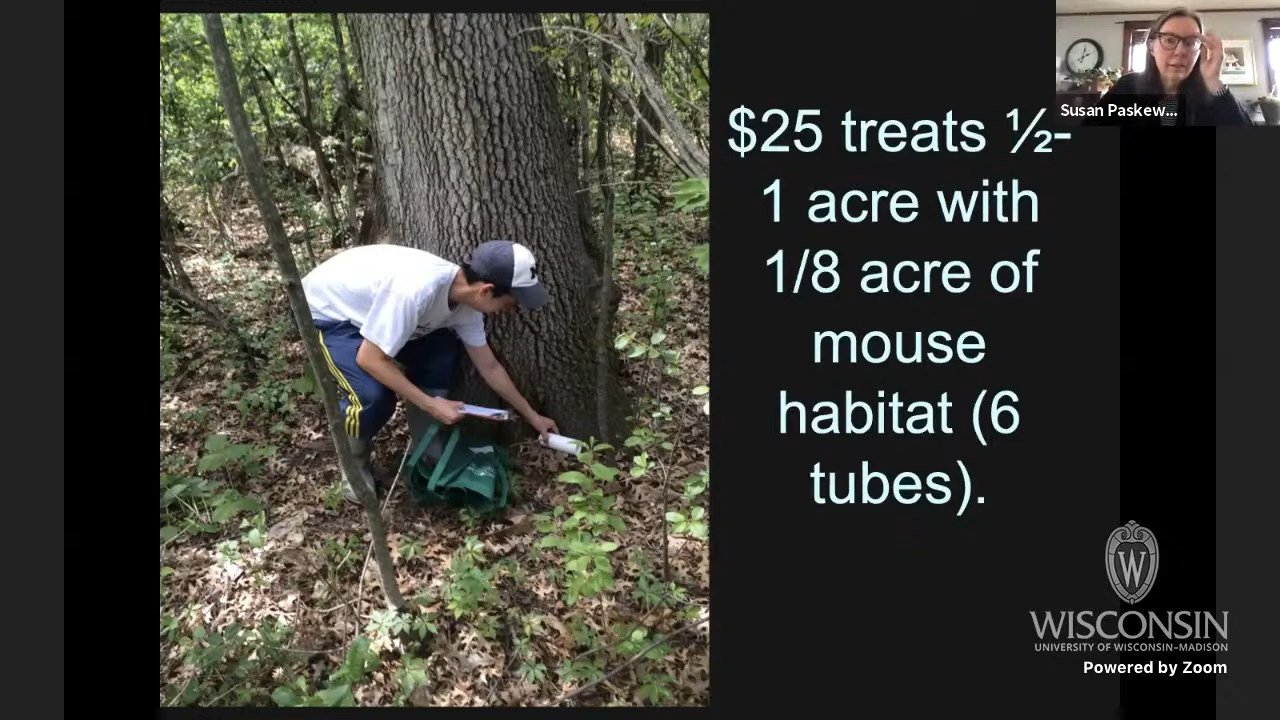 $25 treats ½-
1 acre with
1/8 acre of
mouse
habitat (6
tubes).
Susan Paskew...
W
WISCONSIN
UNIVERSITY OF WISCONSIN–MADISON
Powered by Zoom